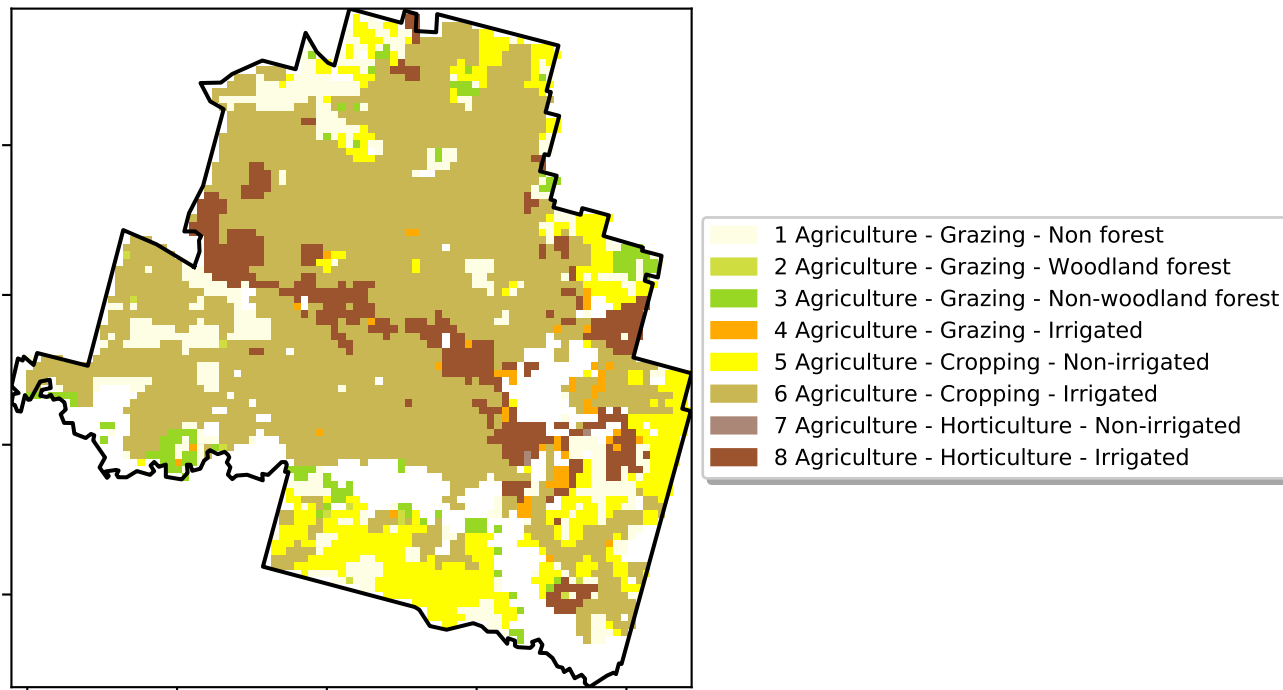 1 Agriculture - Grazing - Non forest
2 Agriculture - Grazing - Woodland forest
3 Agriculture - Grazing - Non-woodland forest
4 Agriculture - Grazing - Irrigated
5 Agriculture - Cropping - Non-irrigated
6 Agriculture - Cropping - Irrigated
7 Agriculture - Horticulture - Non-irrigated
8 Agriculture - Horticulture - Irrigated